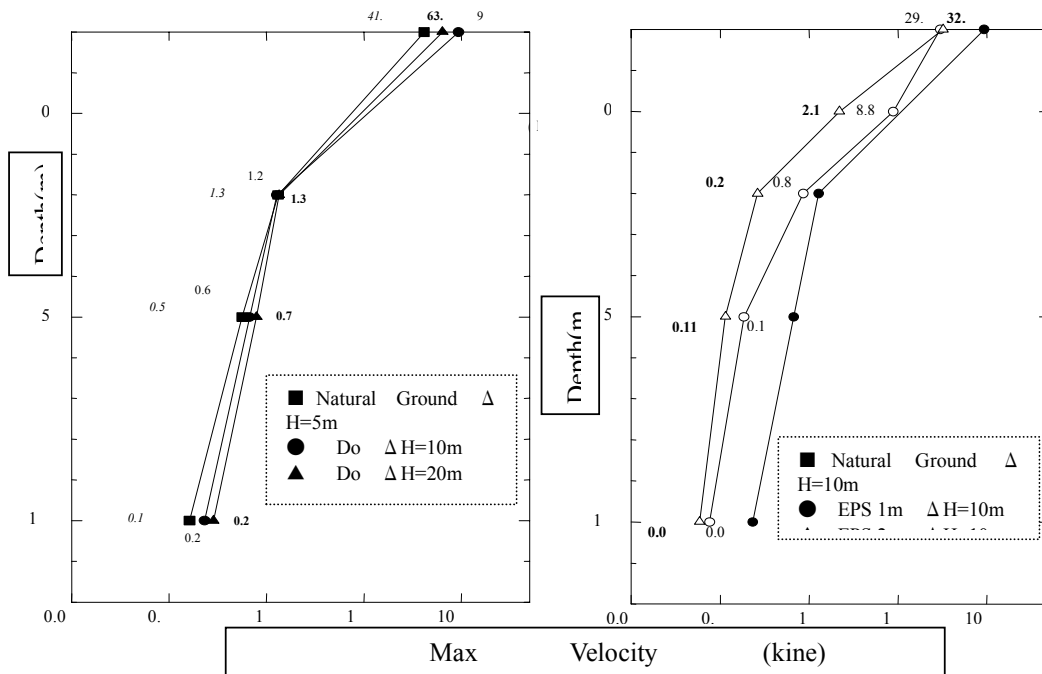 41. 63. 9
0
1.2
1.3
1.3
0.6
0.5
5
0.7
■ Natural Ground Δ
H=5m
● Do Δ H=10m
▲ Do Δ H=20m
1
0.1
0.2
0.2
0.0 0. 1 1 10
Depth(m)
29. 32.
0
2.1
8.8
0.2
0.8
5
0.11
0.1
Depth(m
■ Natural Ground Δ
H=10m
● EPS 1m Δ H=10m
1
0.0
0.0
0.0 0. 1 1 10
Max Velocity (kine)